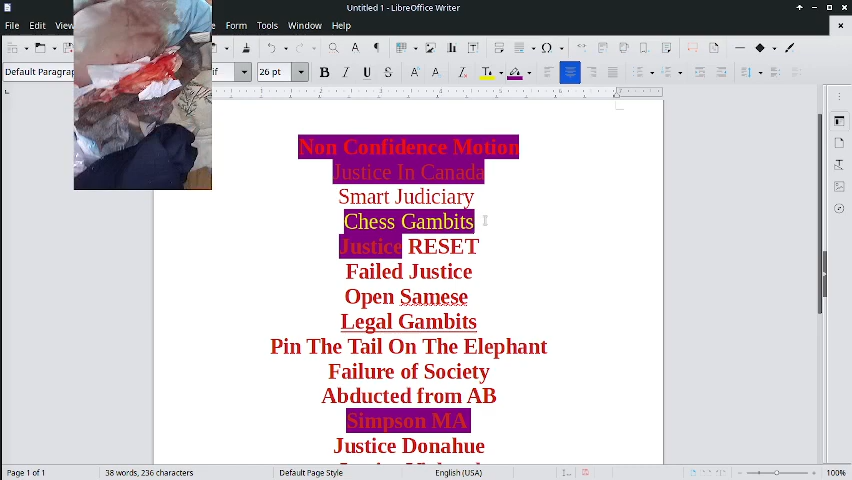 Untitled 1 - LibreOffice Writer
File Edit Form Tools Window Help
Default Paragraph 26 pt
Non Confidence Motion
Justice In Canada
Smart Judiciary
Chess Gambits
Justice RESET
Failed Justice
Open Samese
Legal Gambits
Pin The Tail On The Elephant
Failure of Society
Abducted from AB
Simpson MA
Justice Donahue
Page 1 of 1 38 words, 236 characters Default Page Style English (USA) 100%